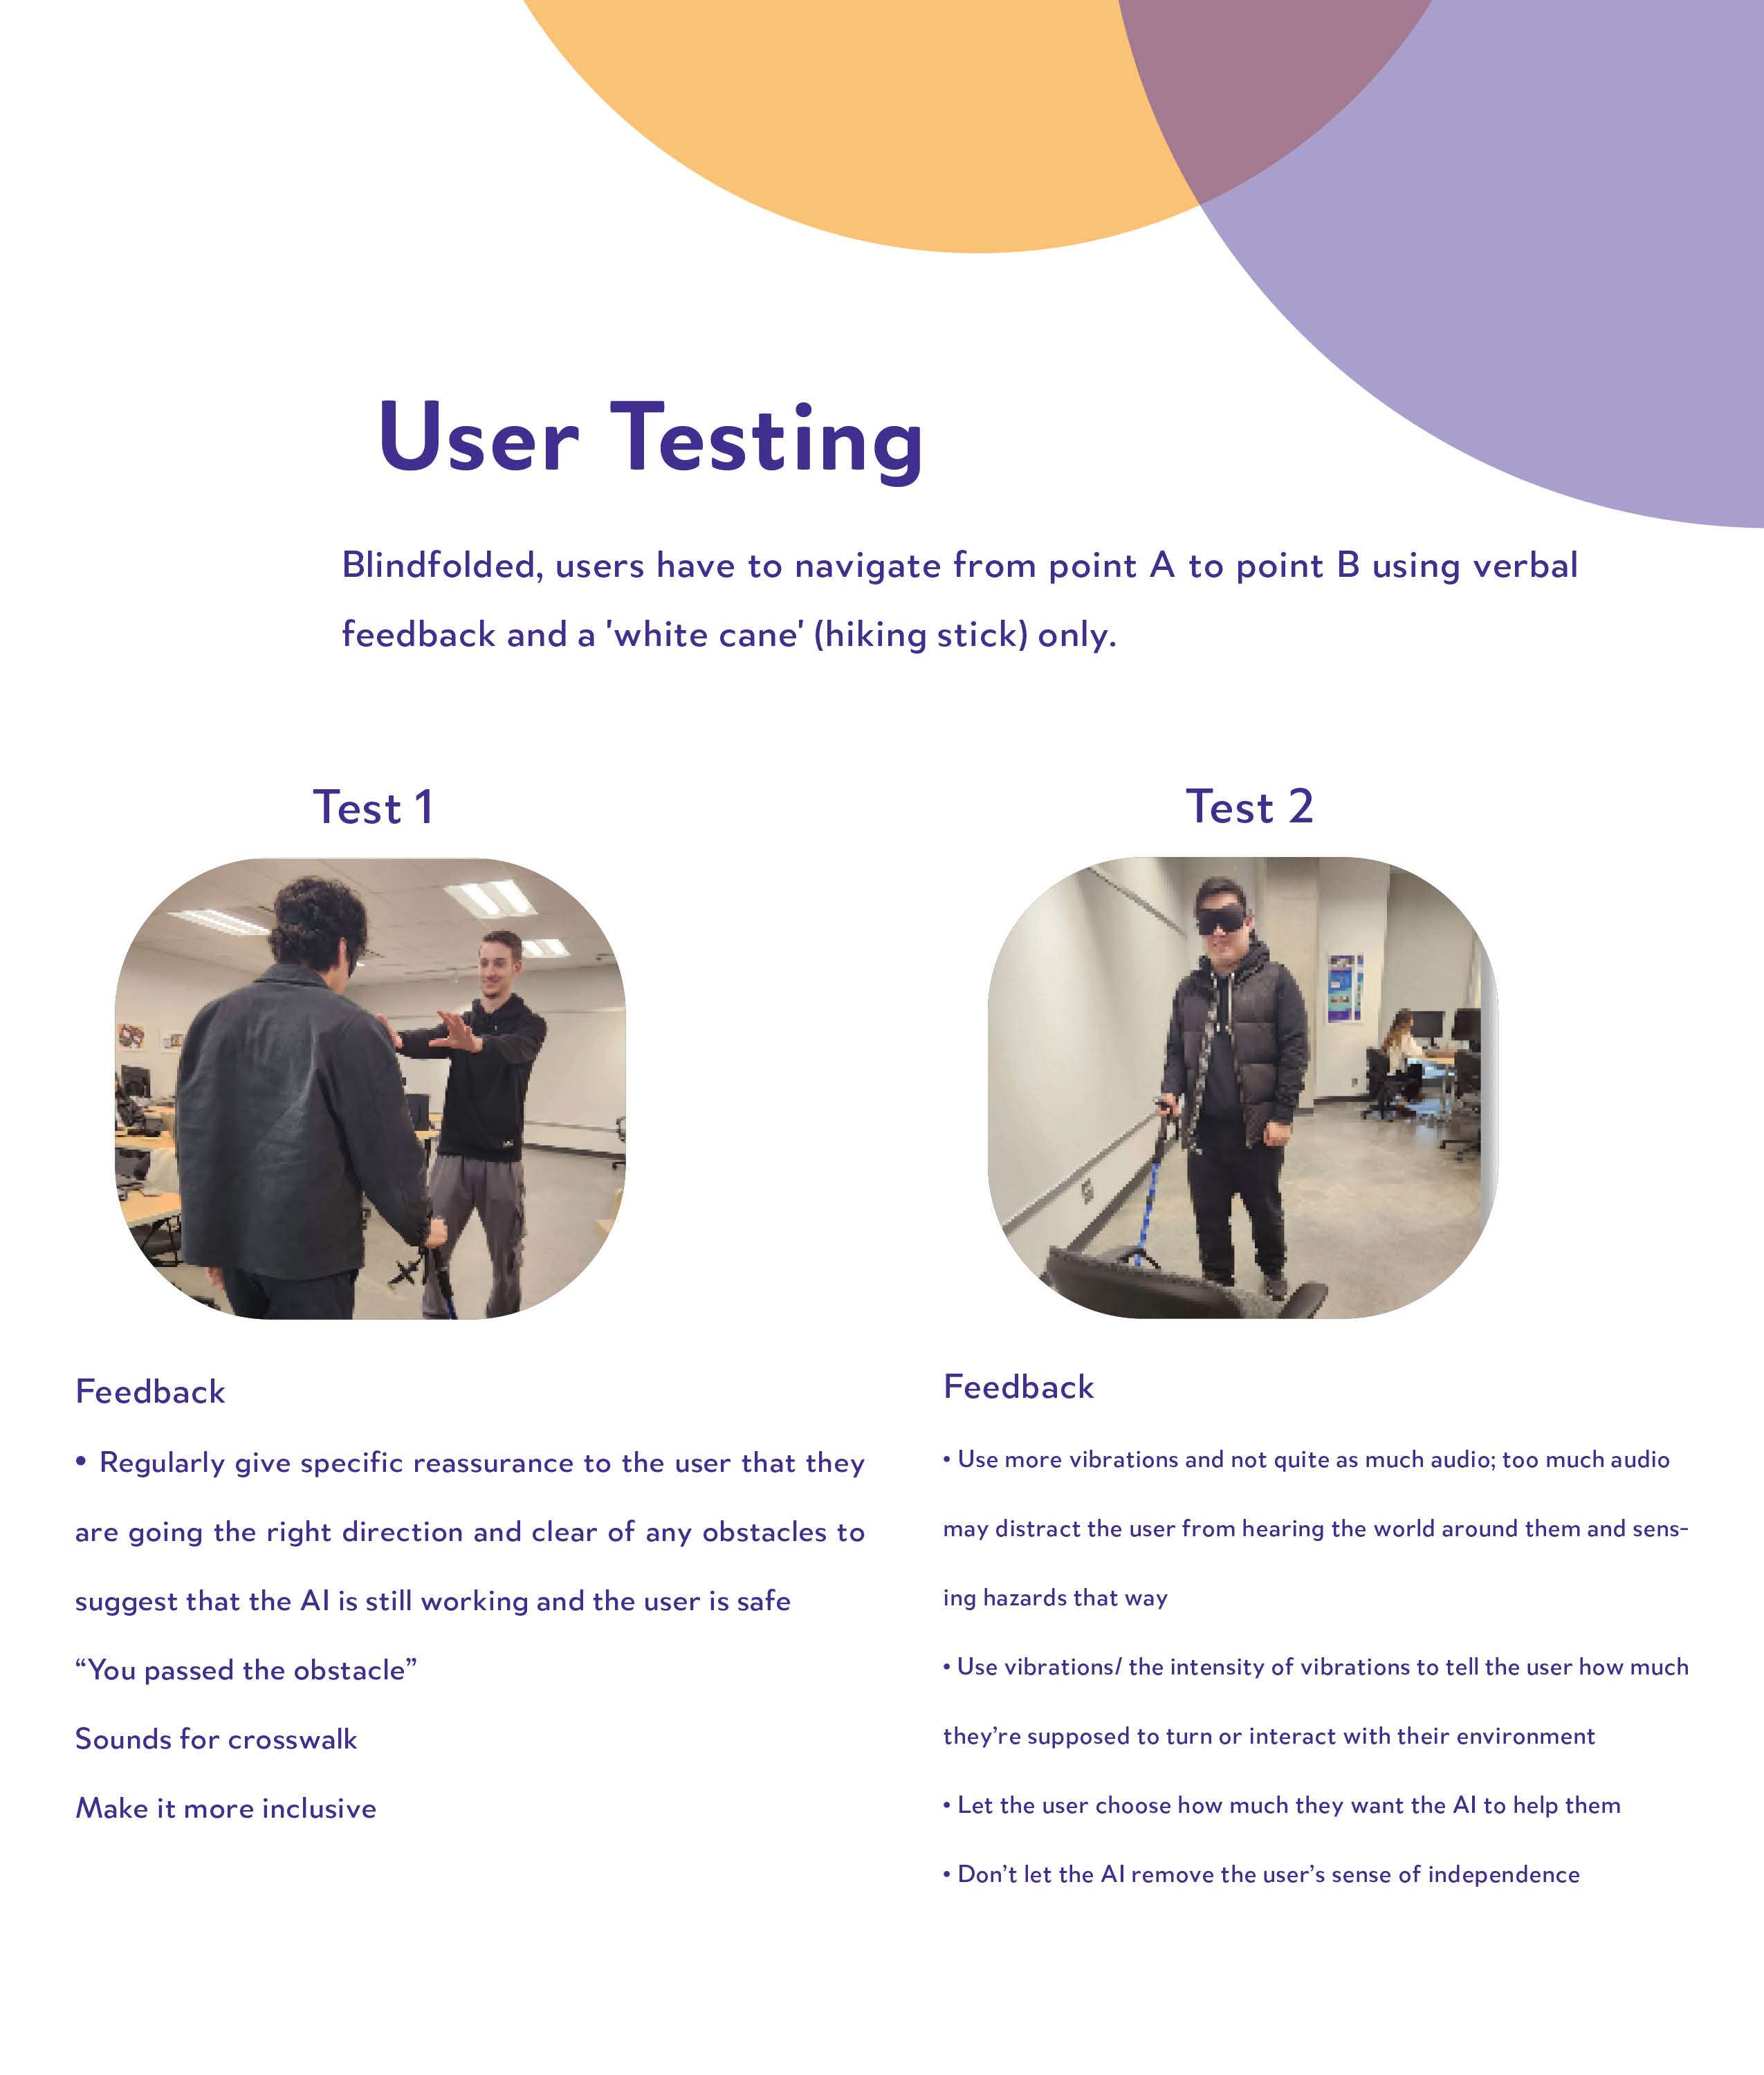 User Testing
Blindfolded, users have to navigate from point A to point B using verbal
feedback and a 'white cane' (hiking stick) only.
Test 1
Feedback
• Regularly give specific reassurance to the user that they
are going the right direction and clear of any obstacles to
suggest that the AI is still working and the user is safe
“You passed the obstacle”
Sounds for crosswalk
Make it more inclusive
Test 2
Feedback
• Use more vibrations and not quite as much audio; too much audio
may distract the user from hearing the world around them and sens-
ing hazards that way
• Use vibrations/ the intensity of vibrations to tell the user how much
they’re supposed to turn or interact with their environment
• Let the user choose how much they want the AI to help them
• Don’t let the AI remove the user’s sense of independence